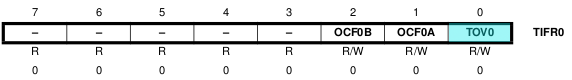 7 6 5 4 3 2 1 0
– – – – – OCF0B OCF0A TOV0 TIFR0
R R R R R R/W R/W R/W
0 0 0 0 0 0 0 0